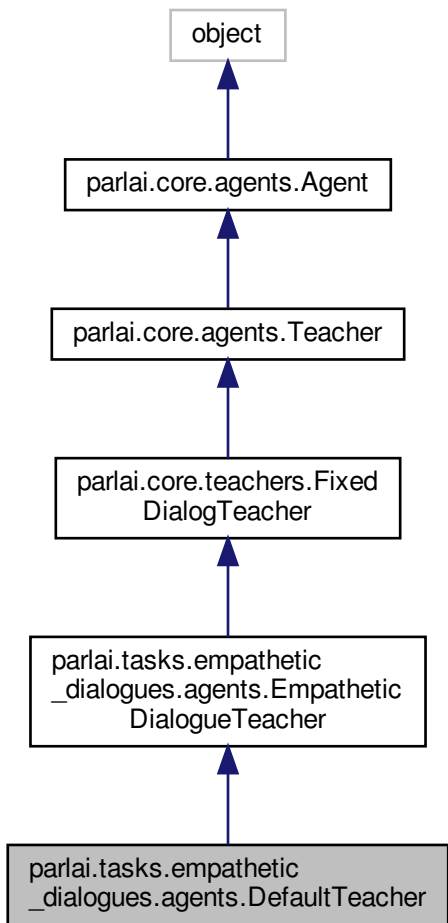 object
parlai.core.agents.Agent
parlai.core.agents.Teacher
parlai.core.teachers.Fixed
DialogTeacher
parlai.tasks.empathetic
_dialogues.agents.Empathetic
DialogueTeacher
parlai.tasks.empathetic
_dialogues.agents.DefaultTeacher